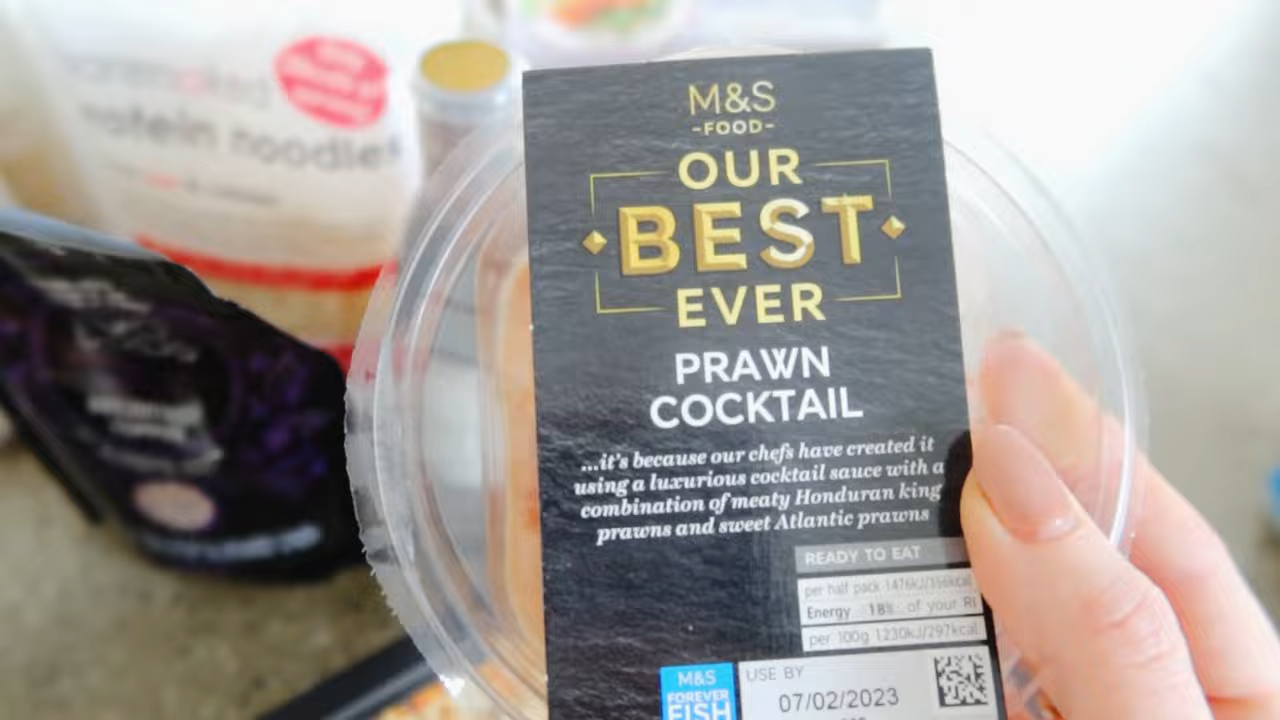 M&S
-FOOD-
OUR
BEST
EVER
PRAWN
COCKTAIL
...it's because our chefs have created it
using a luxurious cocktail sauce with a
combination of meaty Honduran king
prawns and sweet Atlantic prawns
READY TO EAT
per half pack
Energy 18% of your RI
per 100g 1230kJ/297kcal
M&S
FOREVER
FISH
USE BY
07/02/2023
protein noodles